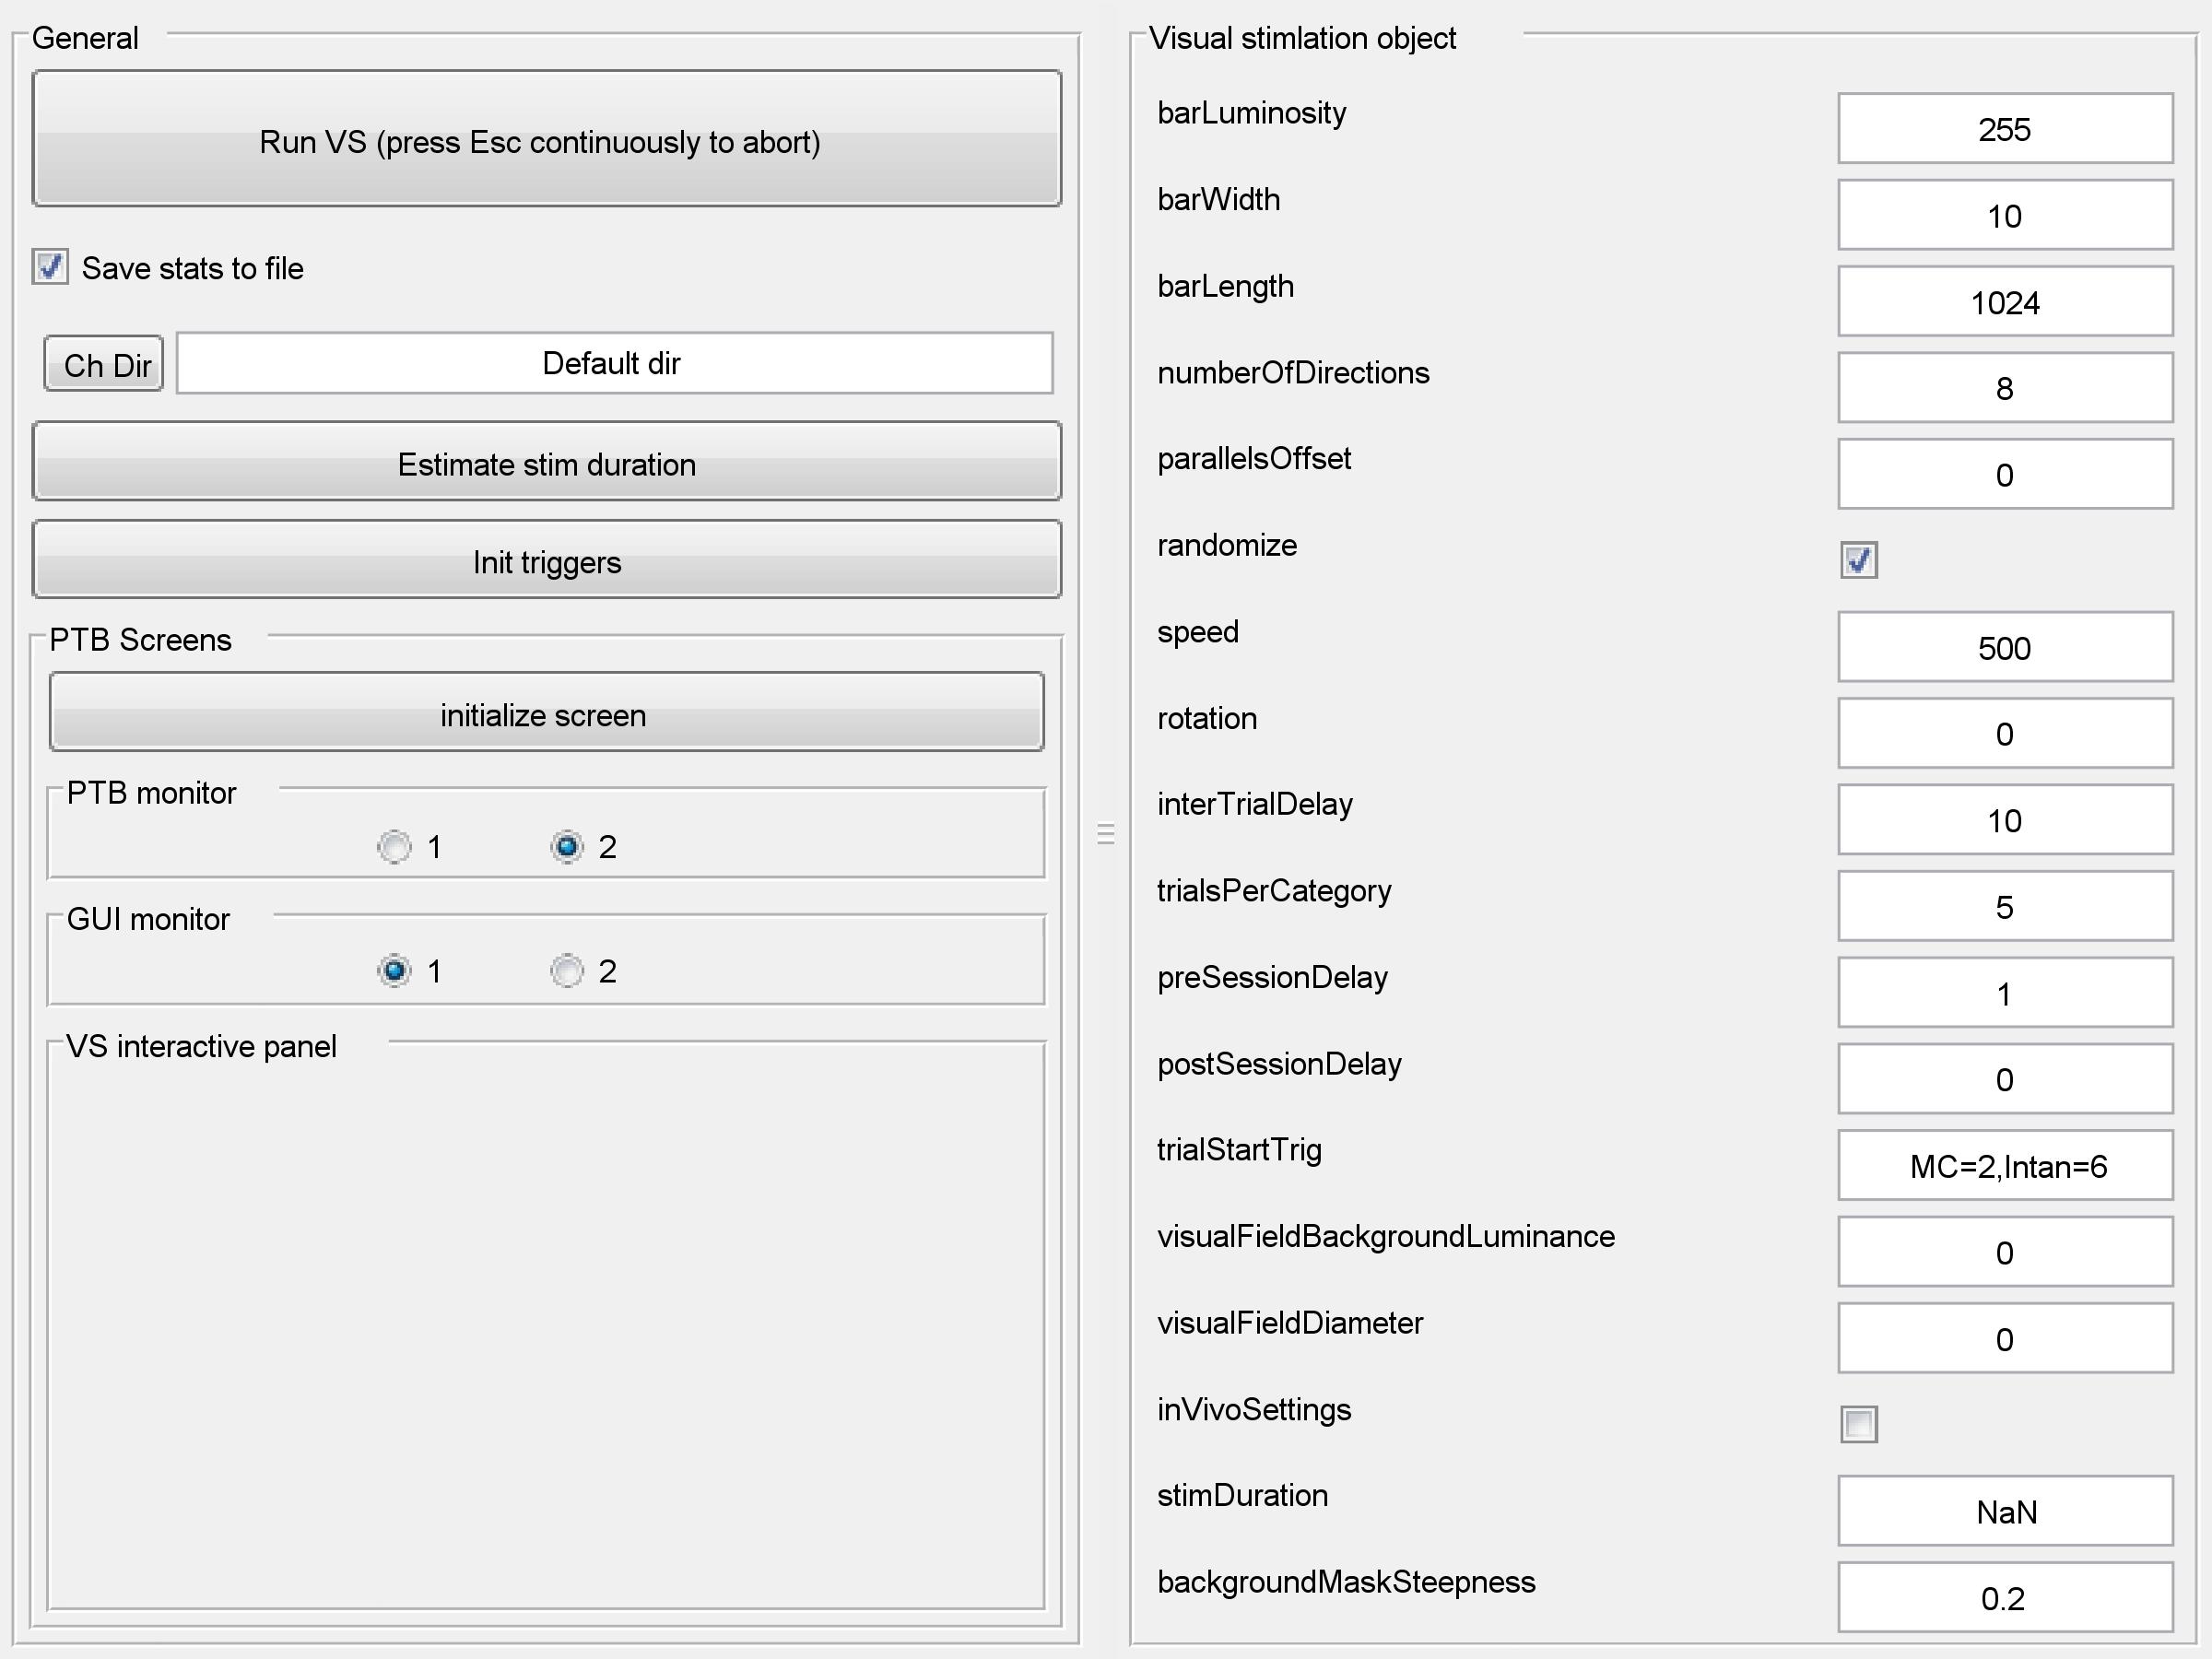 General
Run VS (press Esc continuously to abort)
Save stats to file
Ch Dir
Default dir
Estimate stim duration
Init triggers
PTB Screens
initialize screen
PTB monitor
1 2
GUI monitor
1 2
VS interactive panel
Visual stimlation object
barLuminosity 255
barWidth 10
barLength 1024
numberOfDirections 8
parallelsOffset 0
randomize
speed 500
rotation 0
interTrialDelay 10
trialsPerCategory 5
preSessionDelay 1
postSessionDelay 0
trialStartTrig MC=2,Intan=6
visualFieldBackgroundLuminance 0
visualFieldDiameter 0
inVivoSettings
stimDuration NaN
backgroundMaskSteepness 0.2